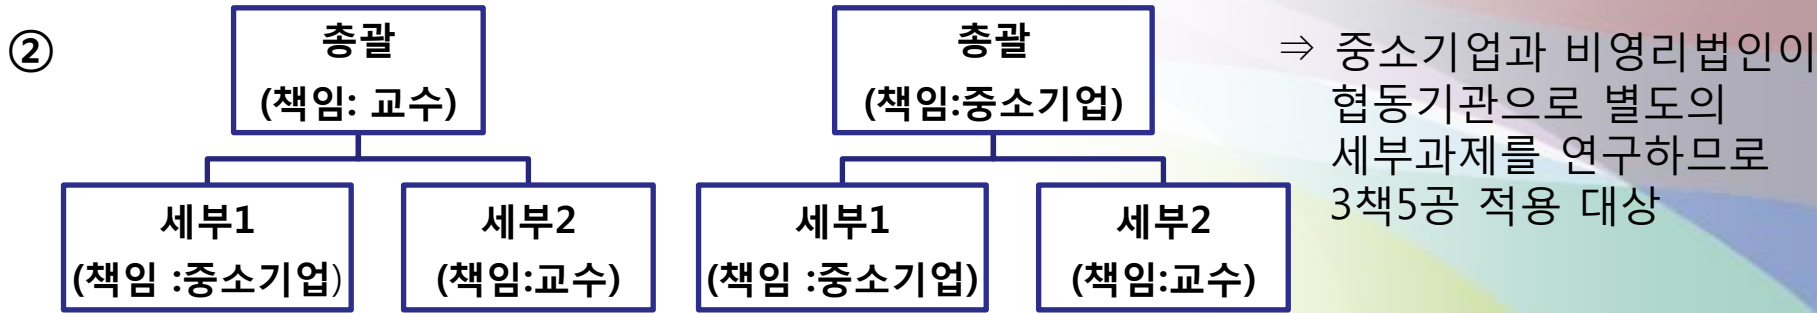 ②
총괄
(책임: 교수)
세부1
(책임 :중소기업)
세부2
(책임:교수)
총괄
(책임:중소기업)
세부1
(책임 :중소기업)
세부2
(책임:교수)
⇒ 중소기업과 비영리법인이
협동기관으로 별도의
세부과제를 연구하므로
3책5공 적용 대상